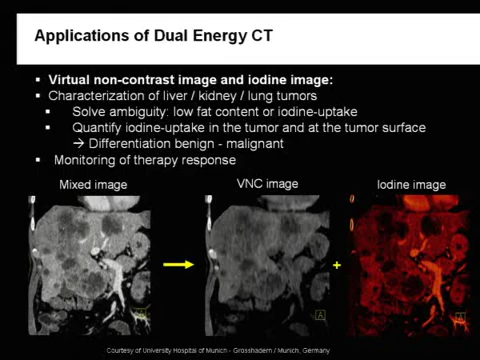 Applications of Dual Energy CT
▪ Virtual non-contrast image and iodine image:
▪ Characterization of liver / kidney / lung tumors
▪ Solve ambiguity: low fat content or iodine-uptake
▪ Quantify iodine-uptake in the tumor and at the tumor surface
→ Differentiation benign - malignant
▪ Monitoring of therapy response
Mixed image VNC image Iodine image
+
A A
Courtesy of University Hospital of Munich - Grosshadern / Munich, Germany